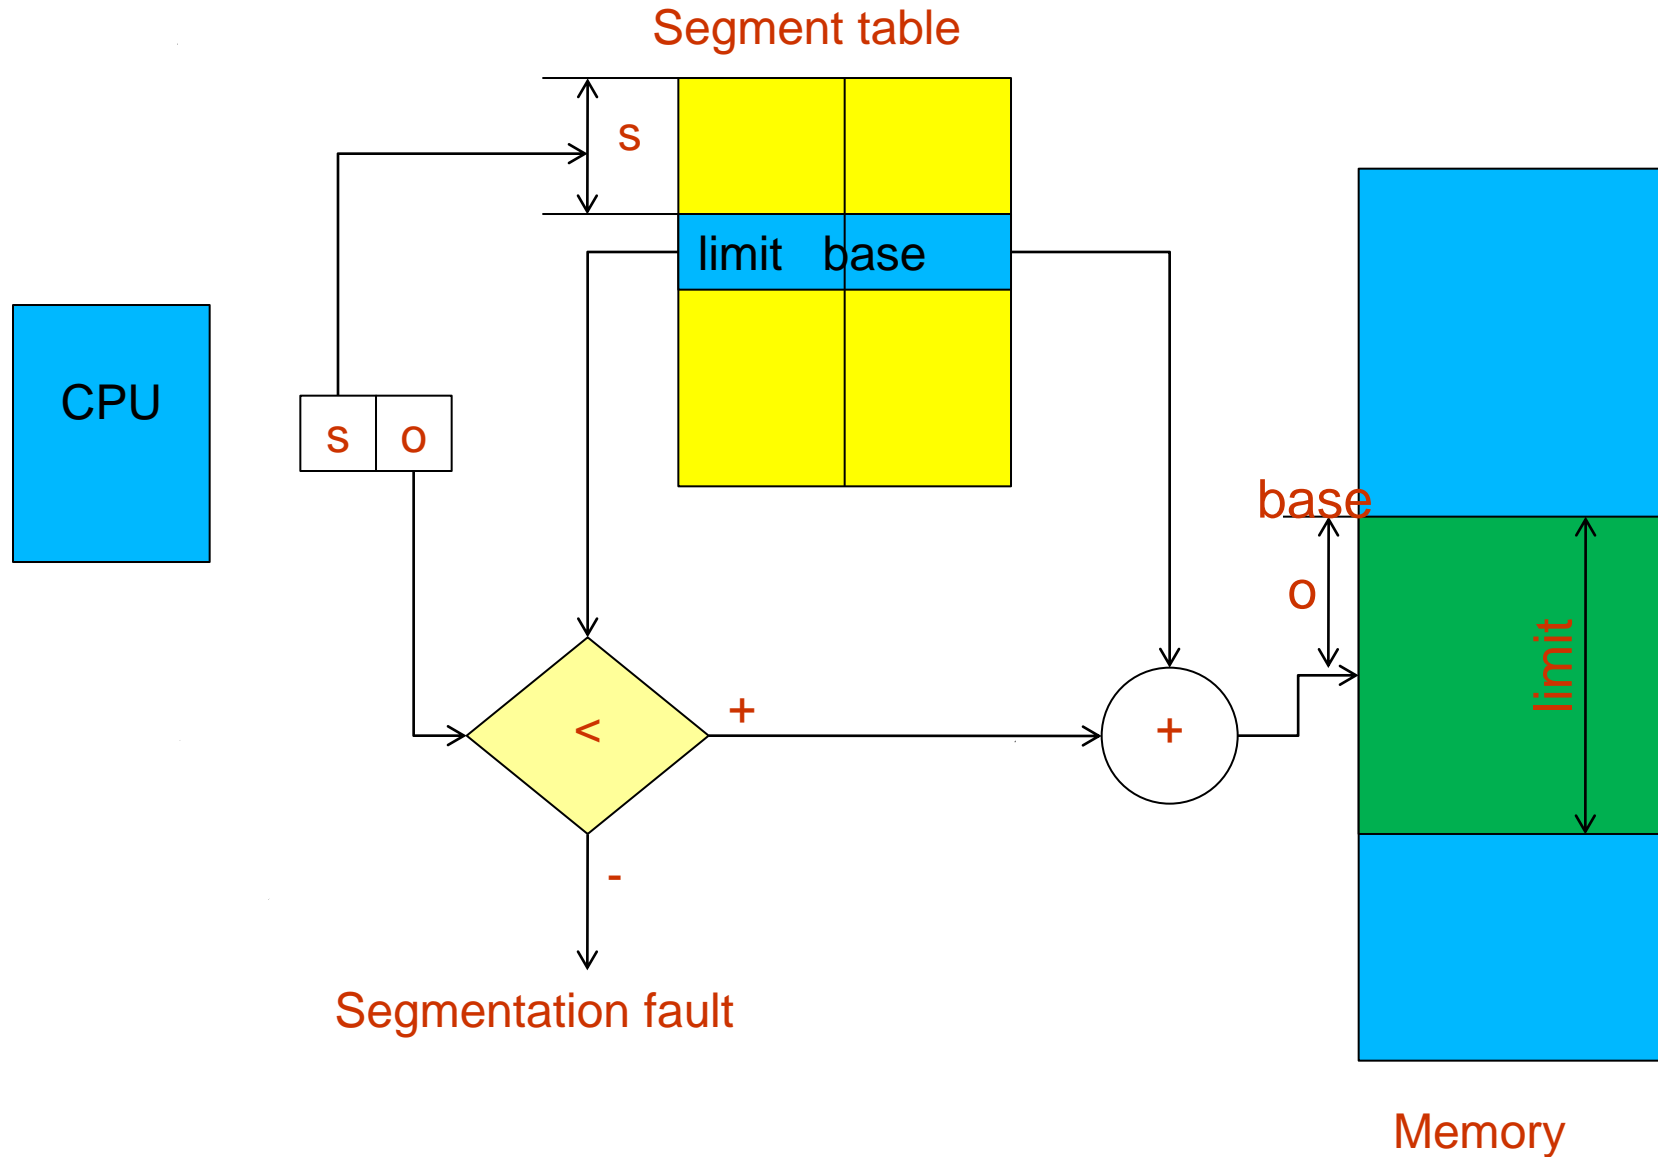 Segment table
s
limit base
CPU
s o
base
o
limit
<
+
+
-
Segmentation fault
Memory